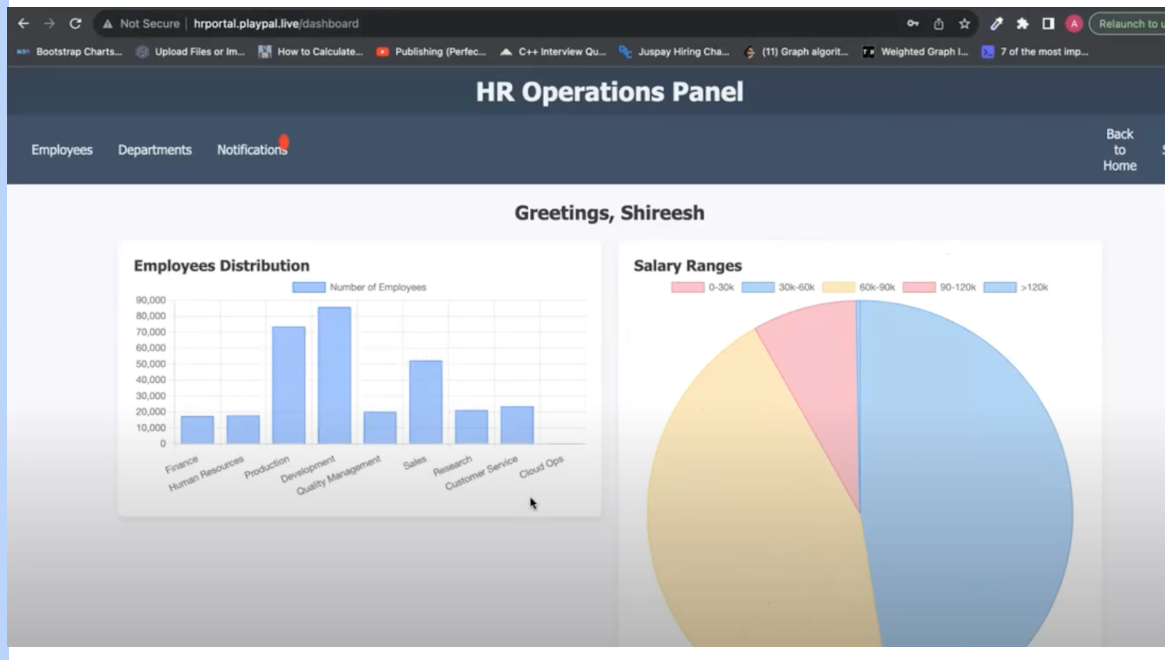 Not Secure | hrportal.playpal.live/dashboard
A
Relaunch to u
Bootstrap Charts...
Upload Files or Im...
How to Calculate...
Publishing (Perfec...
C++ Interview Qu...
Juspay Hiring Cha...
(11) Graph algorit...
Weighted Graph I...
7 of the most imp...
HR Operations Panel
Employees
Departments
Notifications
Back
to
Home
Greetings, Shireesh
Employees Distribution
Number of Employees
90,000
80,000
70,000
60,000
50,000
40,000
30,000
20,000
10,000
0
Finance
Human Resources
Production
Development
Quality Management
Sales
Research
Customer Service
Cloud Ops
Salary Ranges
0-30k
30k-60k
60k-90k
90-120k
>120k